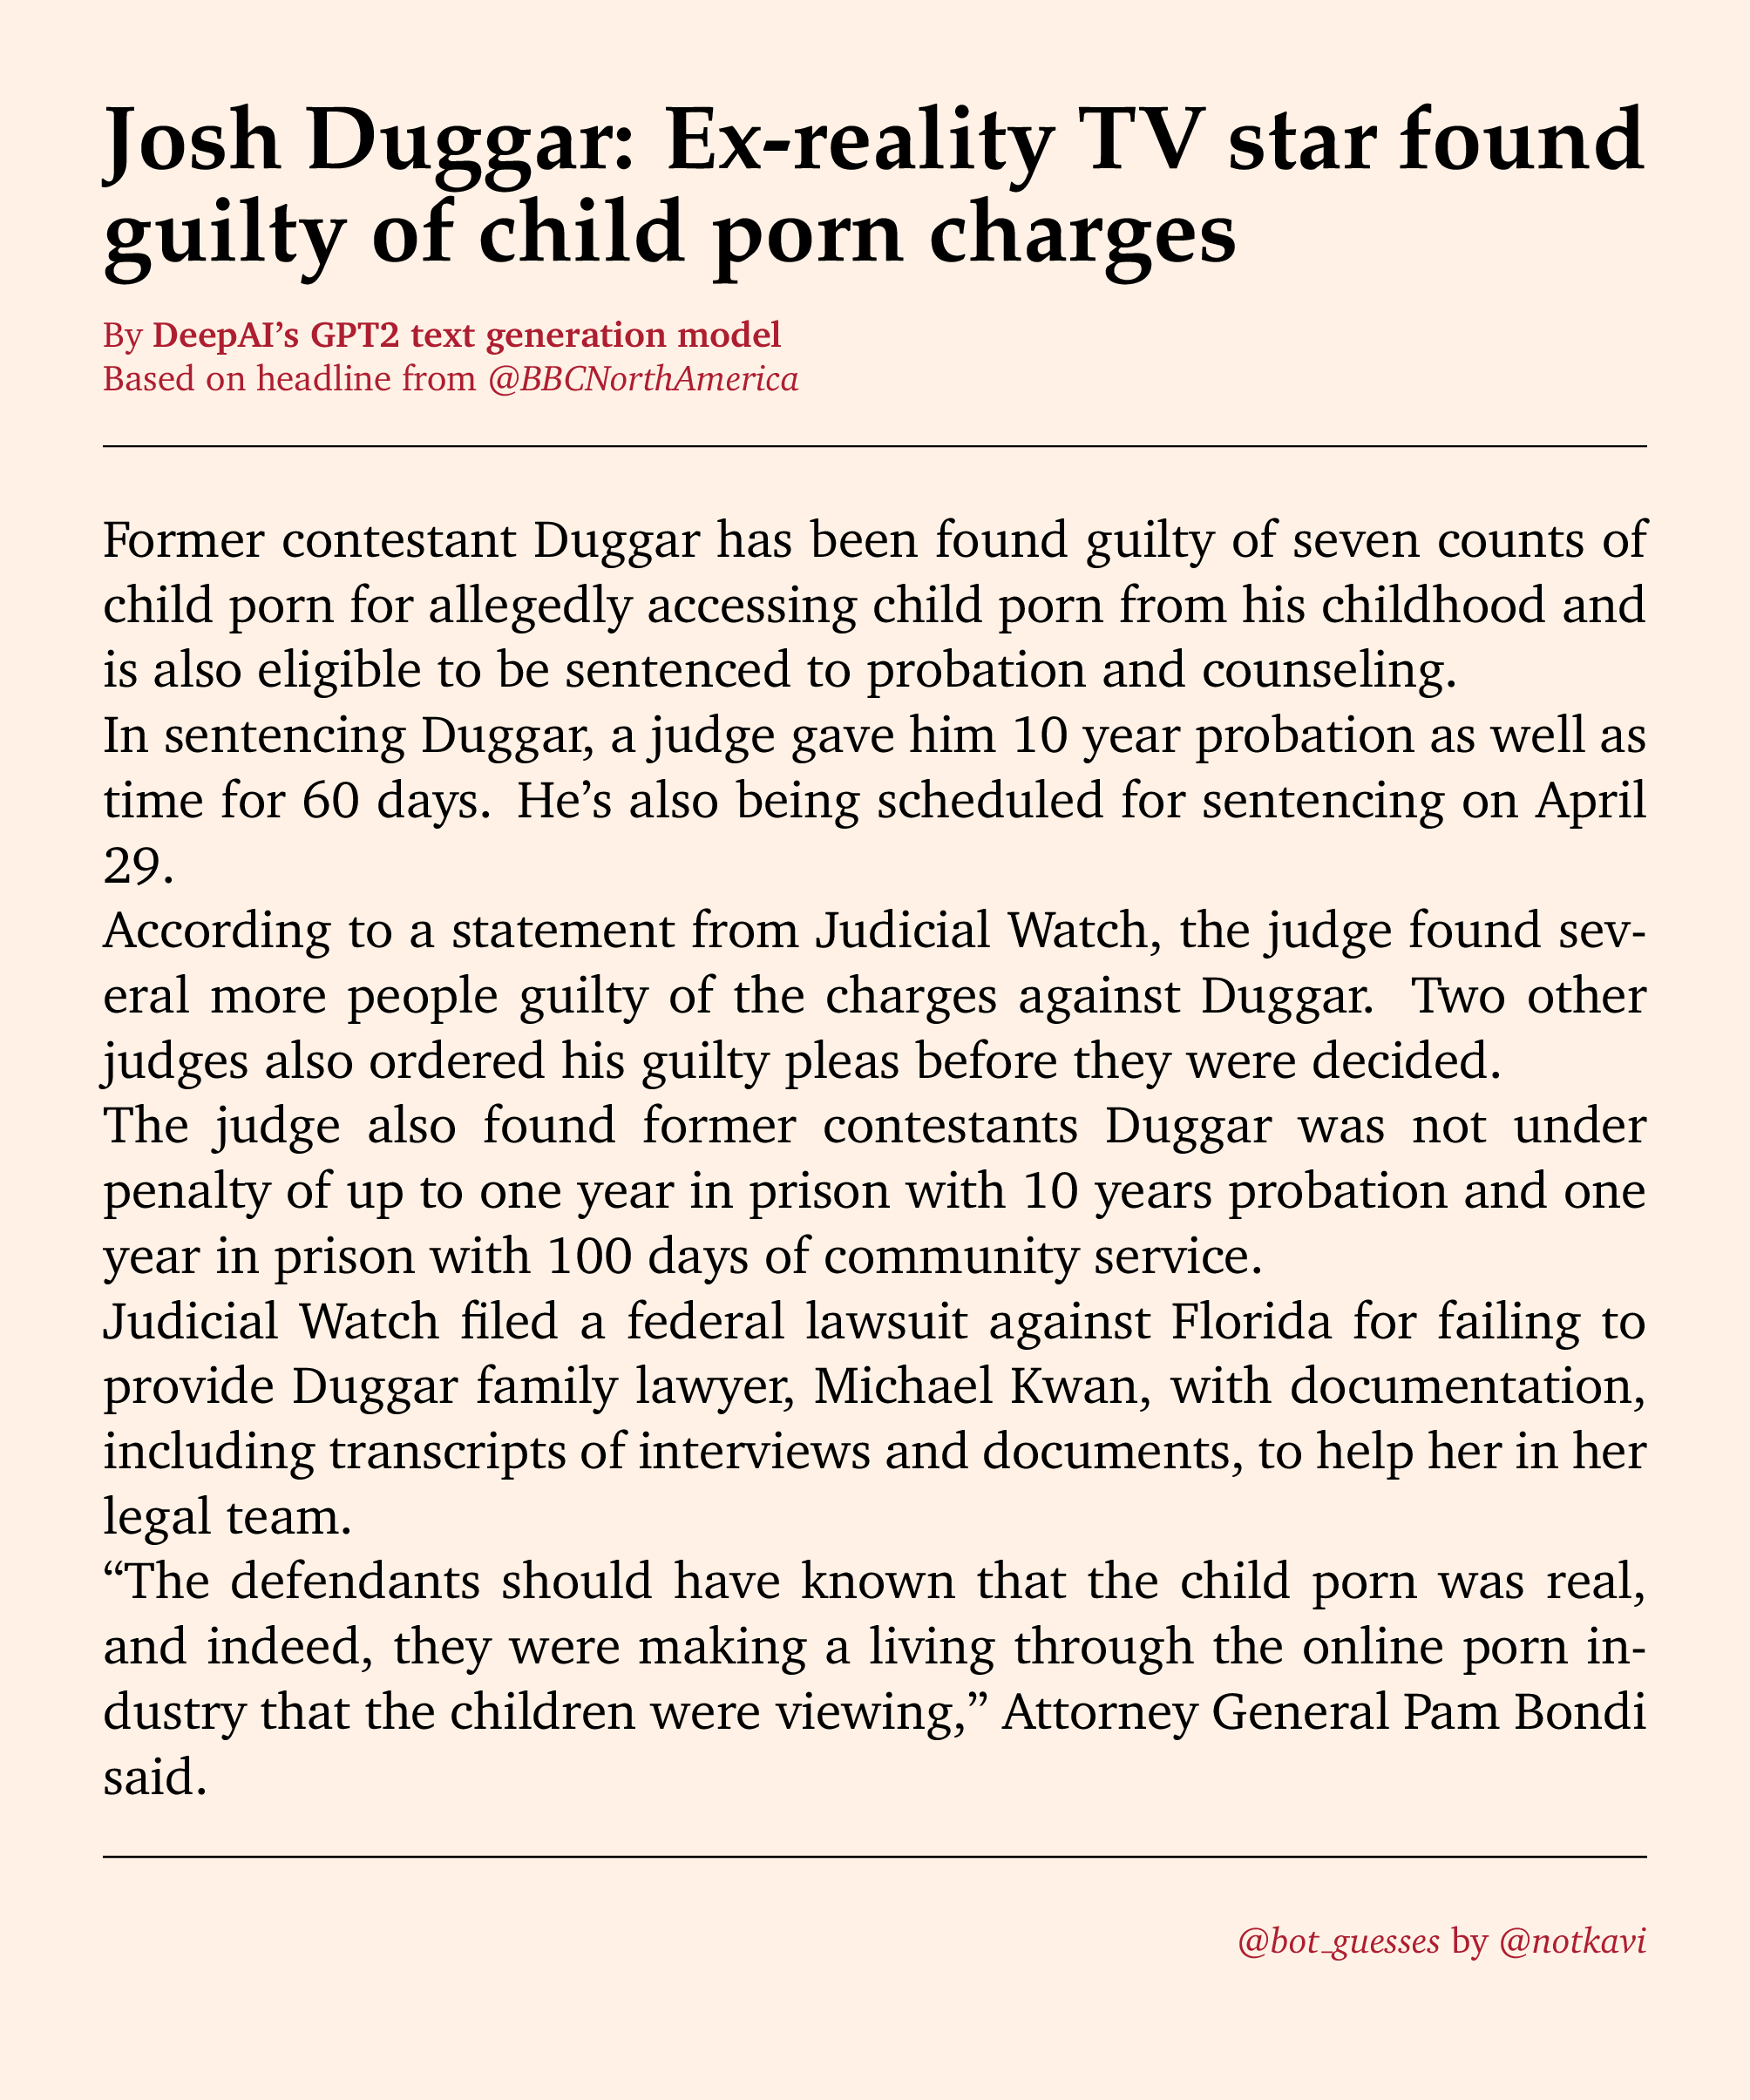 Josh Duggar: Ex-reality TV star found
guilty of child porn charges
By DeepAI’s GPT2 text generation model
Based on headline from @BBCNorthAmerica
Former contestant Duggar has been found guilty of seven counts of
child porn for allegedly accessing child porn from his childhood and
is also eligible to be sentenced to probation and counseling.
In sentencing Duggar, a judge gave him 10 year probation as well as
time for 60 days. He’s also being scheduled for sentencing on April
29.
According to a statement from Judicial Watch, the judge found sev-
eral more people guilty of the charges against Duggar. Two other
judges also ordered his guilty pleas before they were decided.
The judge also found former contestants Duggar was not under
penalty of up to one year in prison with 10 years probation and one
year in prison with 100 days of community service.
Judicial Watch filed a federal lawsuit against Florida for failing to
provide Duggar family lawyer, Michael Kwan, with documentation,
including transcripts of interviews and documents, to help her in her
legal team.
“The defendants should have known that the child porn was real,
and indeed, they were making a living through the online porn in-
dustry that the children were viewing,” Attorney General Pam Bondi
said.
@bot_guesses by @notkavi